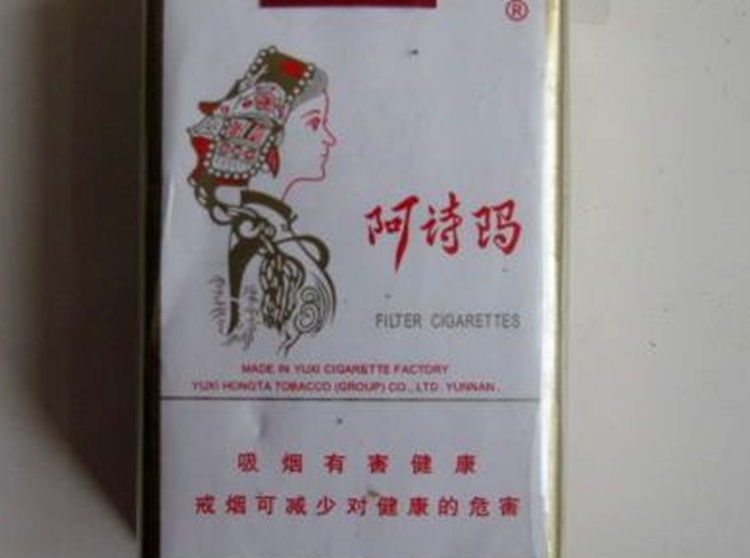 ®
阿诗玛
FILTER CIGARETTES
MADE IN YUXI CIGARETTE FACTORY
YUXI HONGTA TOBACCO (GROUP) CO., LTD. YUNNAN.
吸烟有害健康
戒烟可减少对健康的危害